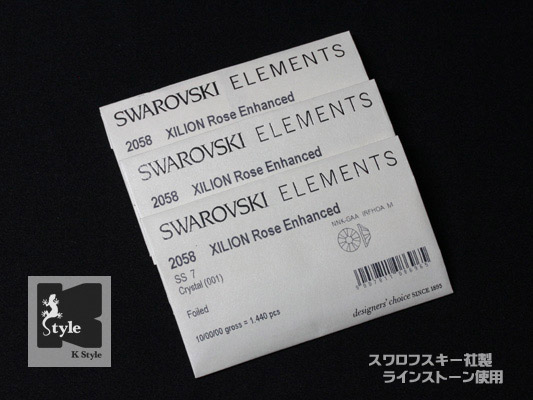 SWAROVSKI ELEMENTS
2058 XILION Rose Enhanced
SWAROVSKI ELEMENTS
2058 XILION Rose Enhanced
SWAROVSKI ELEMENTS
2058 XILION Rose Enhanced
SS 7
Crystal (001)
Foiled
10/00/00 gross = 1.440 pcs
designers' choice SINCE 1895
Style
K Style
スワロフスキー社製
ラインストーン使用